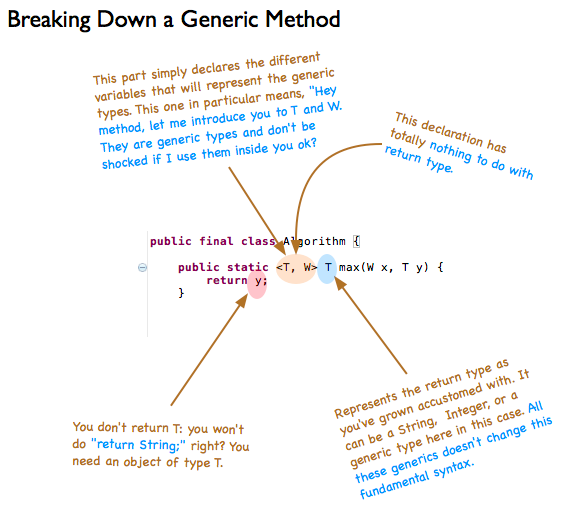 Breaking Down a Generic Method
This part simply declares the different
variables that will represent the generic
types. This one in particular means, "Hey
method, let me introduce you to T and W.
They are generic types and don't be
shocked if I use them inside you ok?
This declaration has
totally nothing to do with
return type.
public final class Algorithm {
public static <T, W> T max(W x, T y) {
return y;
}
You don't return T: you won't
do "return String;" right? You
need an object of type T.
Represents the return type as
you've grown accustomed with. It
can be a String, Integer, or a
generic type here in this case. All
these generics doesn't change this
fundamental syntax.